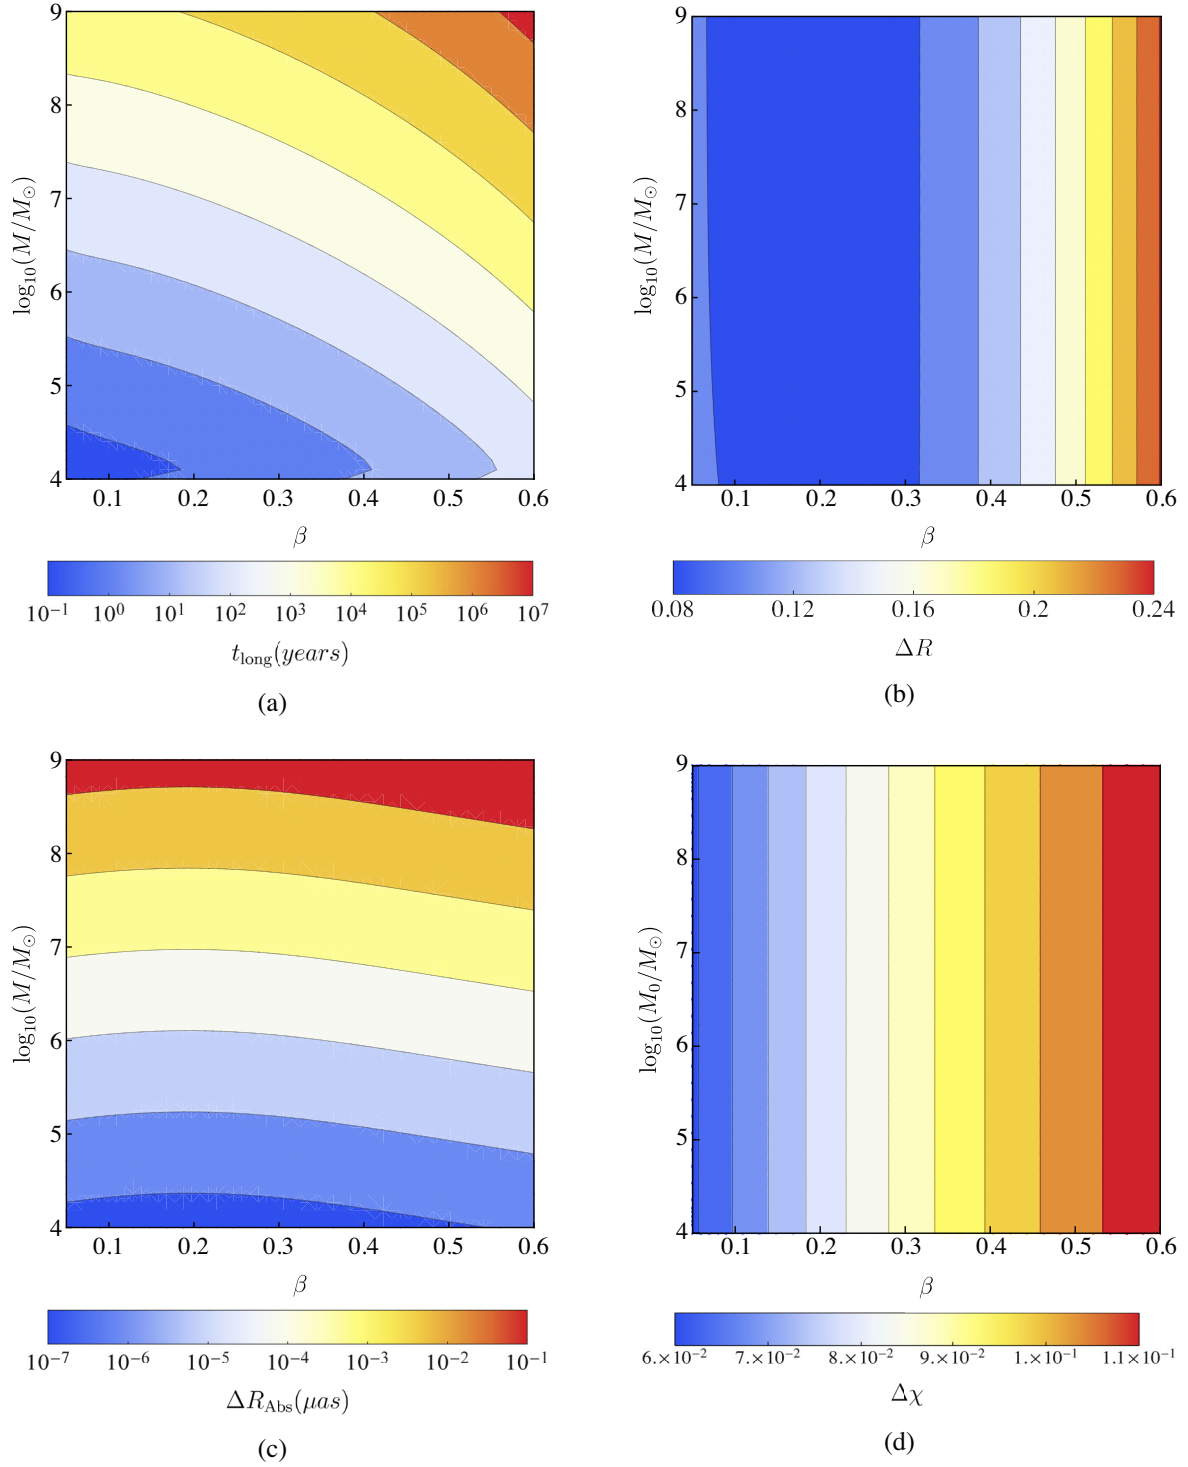 9
8
7
6
5
4
log₁₀(M/M⊙)
0.1 0.2 0.3 0.4 0.5 0.6
β
10⁻¹ 10⁰ 10¹ 10² 10³ 10⁴ 10⁵ 10⁶ 10⁷
t_long(years)
(a)
9
8
7
6
5
4
log₁₀(M/M⊙)
0.1 0.2 0.3 0.4 0.5 0.6
β
0.08 0.12 0.16 0.2 0.24
ΔR
(b)
9
8
7
6
5
4
log₁₀(M/M⊙)
0.1 0.2 0.3 0.4 0.5 0.6
β
10⁻⁷ 10⁻⁶ 10⁻⁵ 10⁻⁴ 10⁻³ 10⁻² 10⁻¹
ΔR_Abs(μas)
(c)
9
8
7
6
5
4
log₁₀(M₀/M⊙)
0.1 0.2 0.3 0.4 0.5 0.6
β
6.×10⁻² 7.×10⁻² 8.×10⁻² 9.×10⁻² 1.×10⁻¹ 1.1×10⁻¹
Δχ
(d)